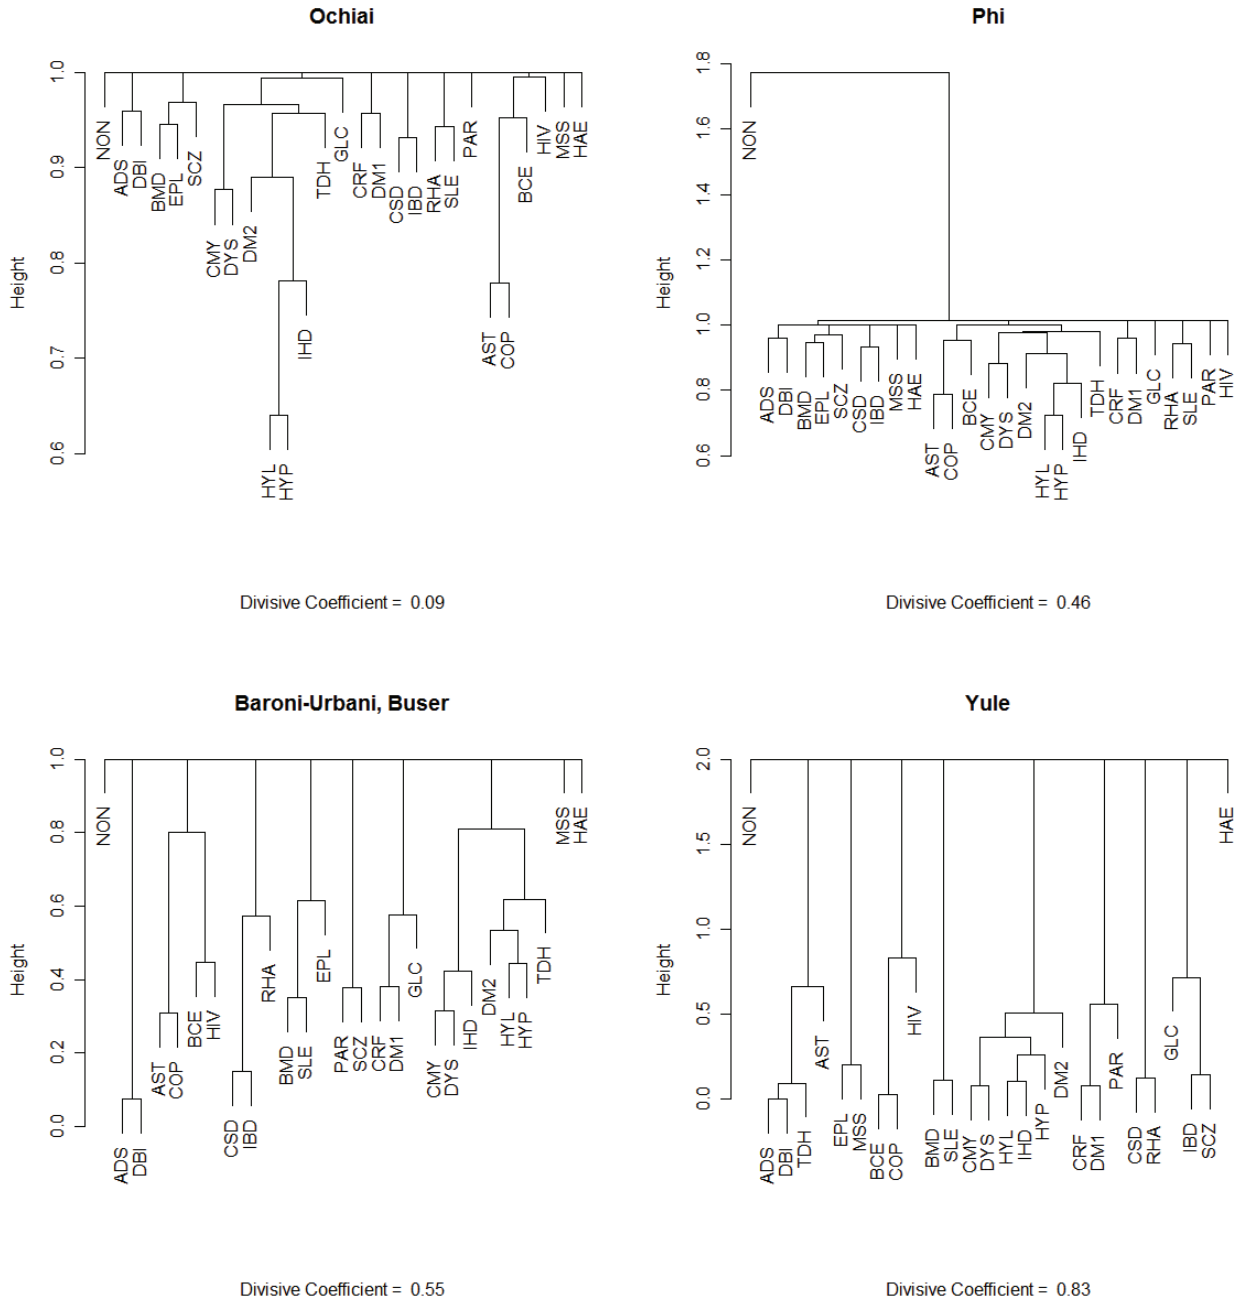 Ochiai
Height
1.0
0.9
0.8
0.7
0.6
NON
ADS
DBI
BMD
EPL
SCZ
CMY
DYS
DM2
HYL
HYP
IHD
TDH
GLC
CRF
DM1
CSD
IBD
RHA
SLE
PAR
AST
COP
BCE
HIV
MSS
HAE
Divisive Coefficient = 0.09
Phi
Height
1.8
1.6
1.4
1.2
1.0
0.8
0.6
NON
ADS
DBI
BMD
EPL
SCZ
CSD
IBD
MSS
HAE
AST
COP
BCE
CMY
DYS
DM2
HYL
HYP
IHD
TDH
CRF
DM1
GLC
RHA
SLE
PAR
HIV
Divisive Coefficient = 0.46
Baroni-Urbani, Buser
Height
1.0
0.8
0.6
0.4
0.2
0.0
NON
ADS
DBI
AST
COP
BCE
HIV
CSD
IBD
RHA
BMD
SLE
EPL
PAR
SCZ
CRF
DM1
GLC
CMY
DYS
IHD
DM2
HYL
HYP
TDH
MSS
HAE
Divisive Coefficient = 0.55
Yule
Height
2.0
1.5
1.0
0.5
0.0
NON
ADS
DBI
TDH
AST
EPL
MSS
BCE
COP
HIV
BMD
SLE
CMY
DYS
HYL
IHD
HYP
DM2
CRF
DM1
PAR
CSD
RHA
GLC
IBD
SCZ
HAE
Divisive Coefficient = 0.83